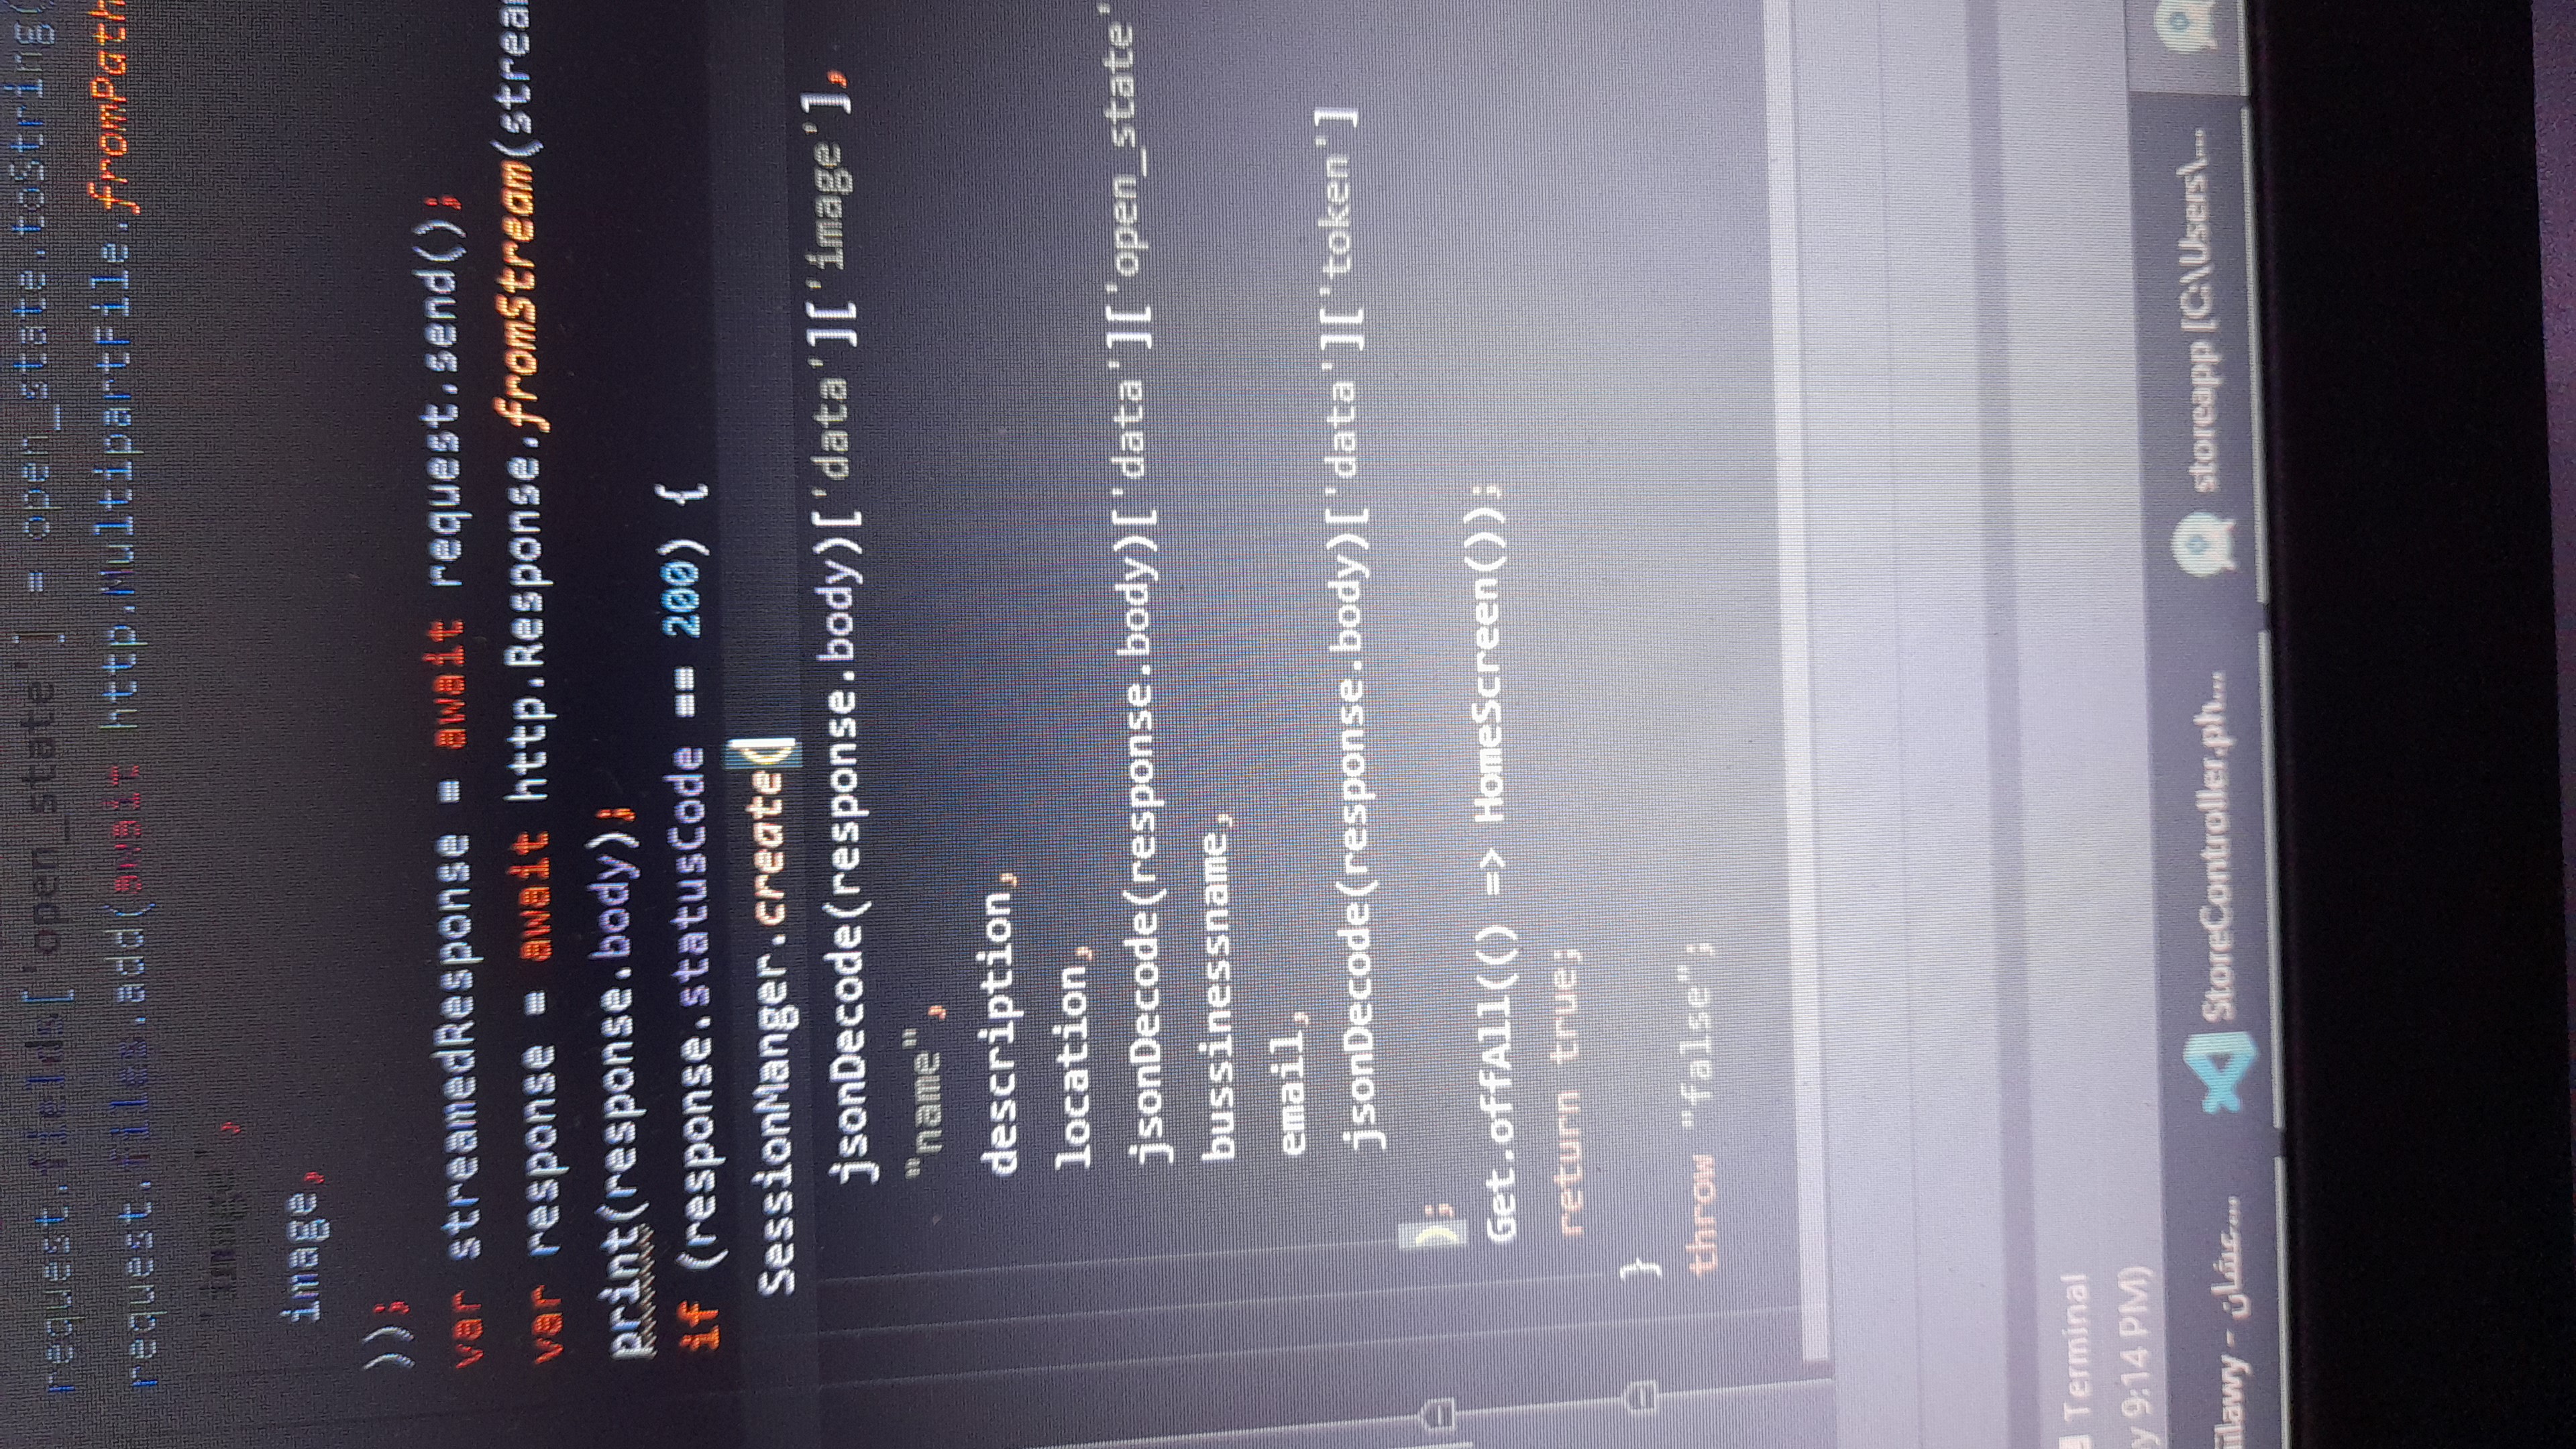 request.fields['open_state'] = open_state.toString(
request.files.add(await http.MultipartFile.fromPath
"image",
image,
));
var streamedResponse = await request.send();
var response = await http.Response.fromStream(strea
print(response.body);
if (response.statusCode == 200) {
SessionManger.create(
jsonDecode(response.body)['data']['image'],
"name",
description,
location,
jsonDecode(response.body)['data']['open_state'
bussinessname,
email,
jsonDecode(response.body)['data']['token']
);
Get.offAll(() => HomeScreen());
return true;
}
throw "false";
Terminal
y 9:14 PM)
ilawy - عشان...
StoreController.ph...
storeapp [C:\Users\...